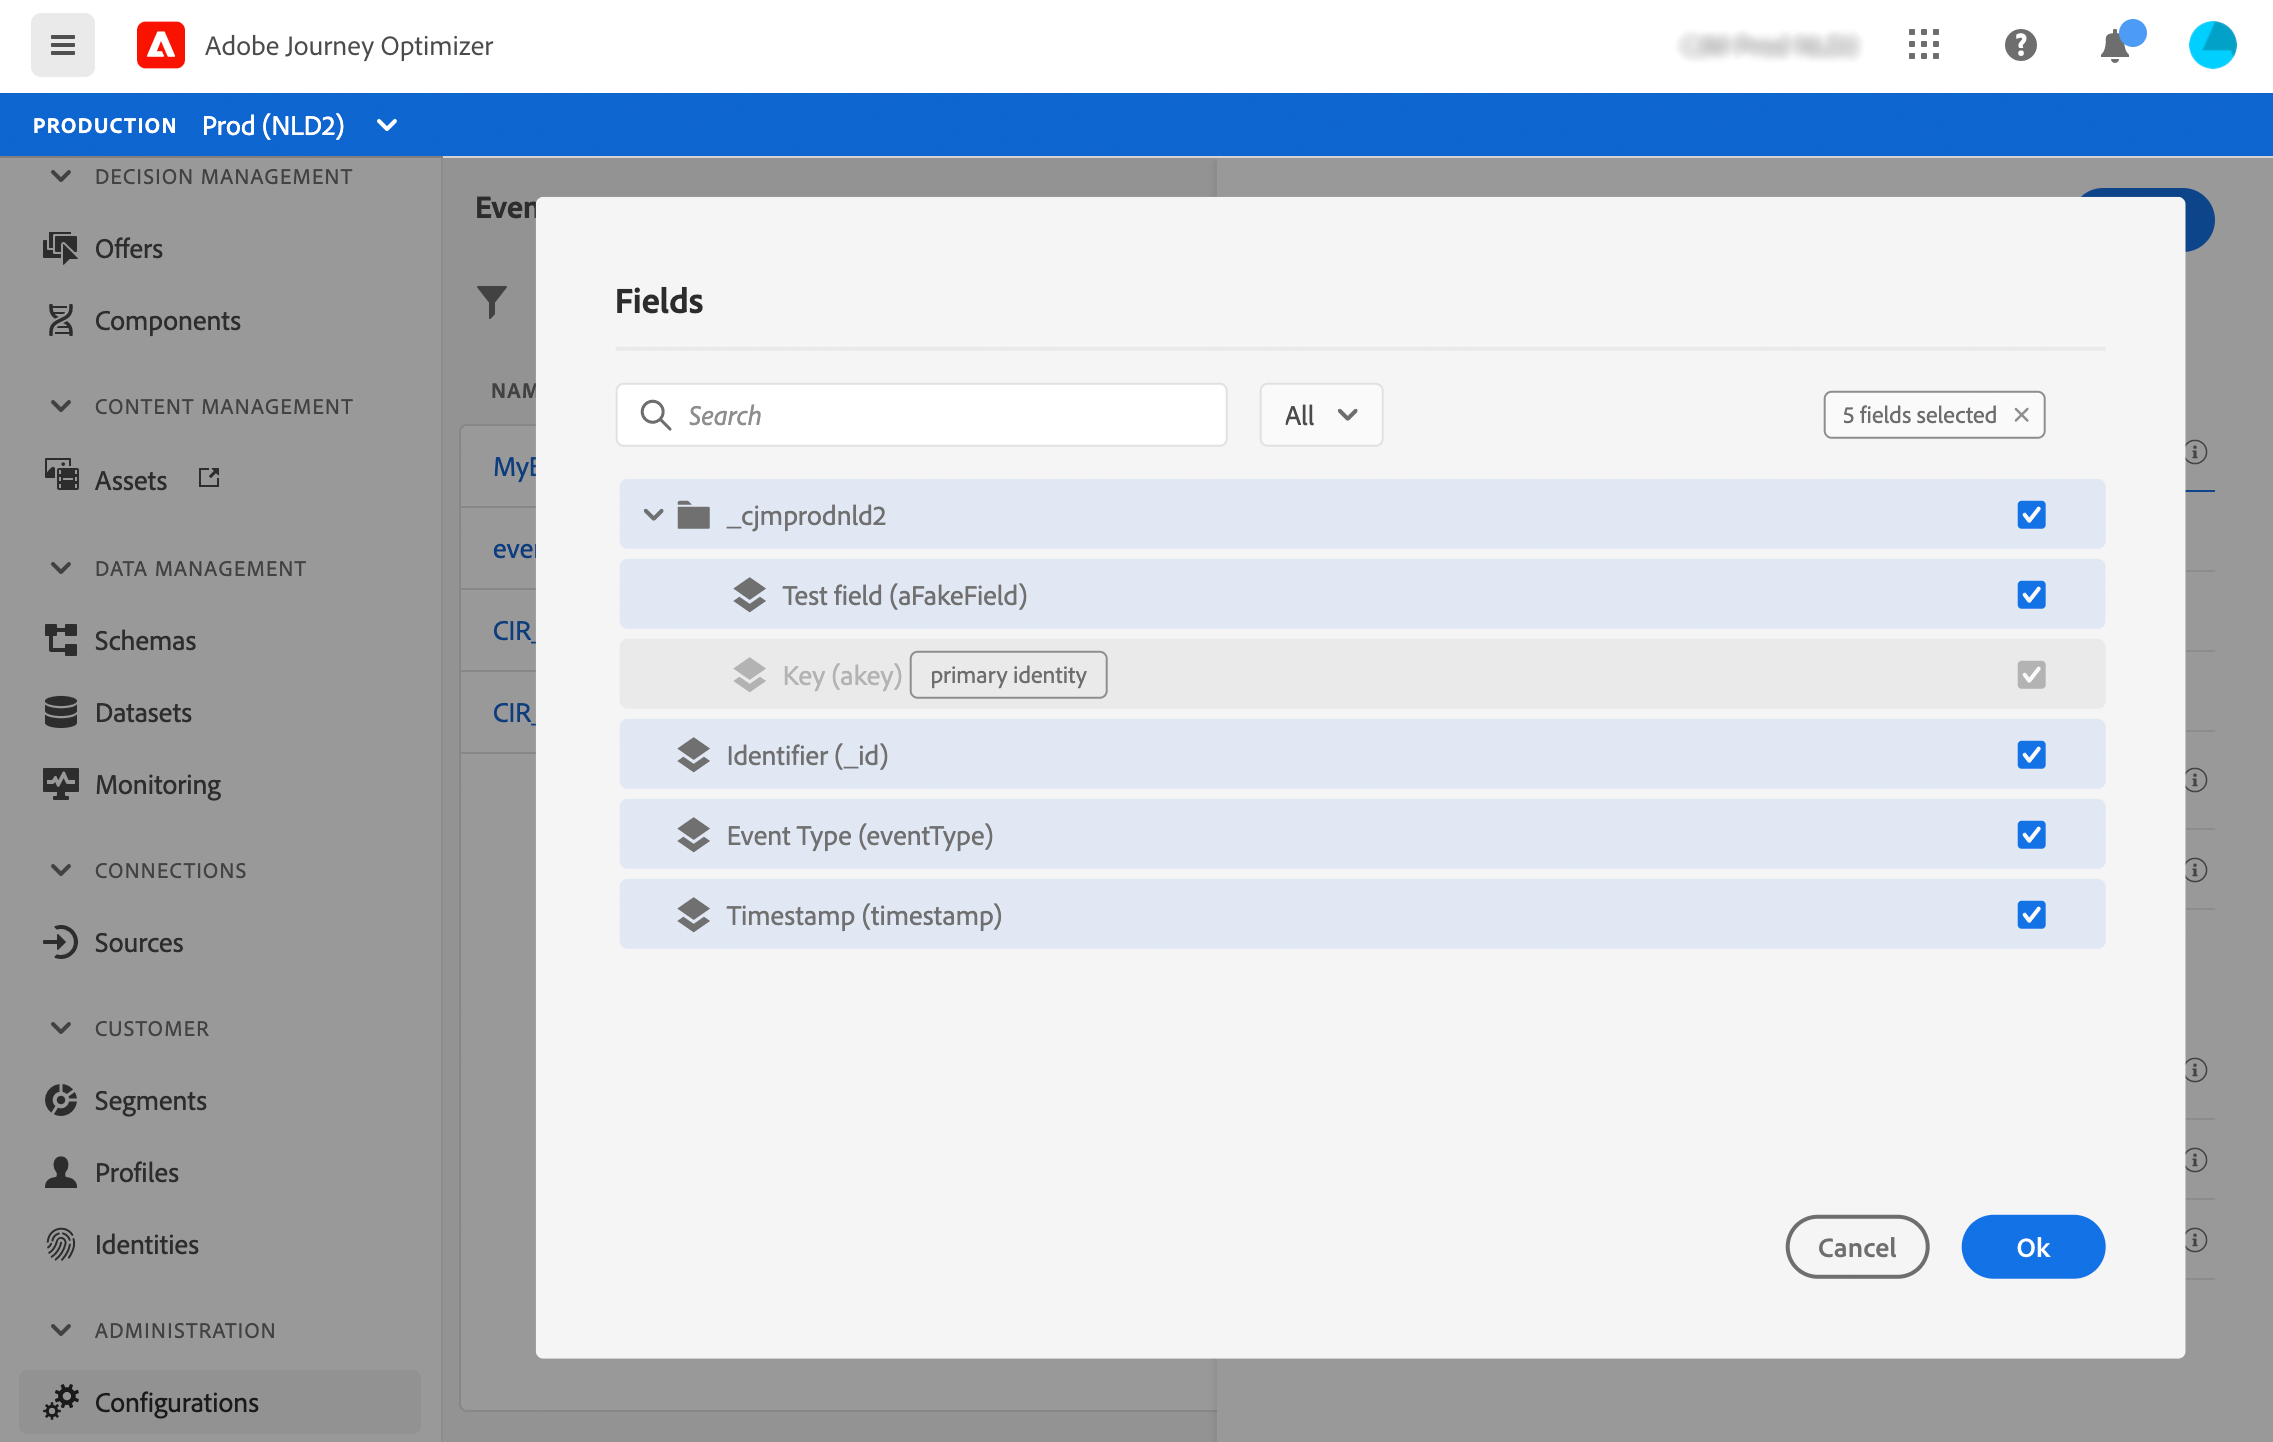 Adobe Journey Optimizer
PRODUCTION Prod (NLD2)
DECISION MANAGEMENT
Offers
Components
CONTENT MANAGEMENT
Assets
DATA MANAGEMENT
Schemas
Datasets
Monitoring
CONNECTIONS
Sources
CUSTOMER
Segments
Profiles
Identities
ADMINISTRATION
Configurations
Even
NAM
MyE
ever
CIR_
CIR_
Fields
Search
All
5 fields selected
_cjmprodnld2
Test field (aFakeField)
Key (akey) primary identity
Identifier (_id)
Event Type (eventType)
Timestamp (timestamp)
Cancel
Ok